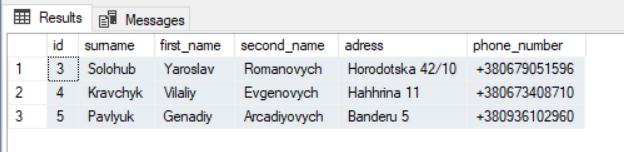 Results Messages
id surname first_name second_name adress phone_number
1 3 Solohub Yaroslav Romanovych Horodotska 42/10 +380679051596
2 4 Kravchyk Vilaliy Evgenovych Hahhrina 11 +380673408710
3 5 Pavlyuk Genadiy Arcadiyovych Banderu 5 +380936102960